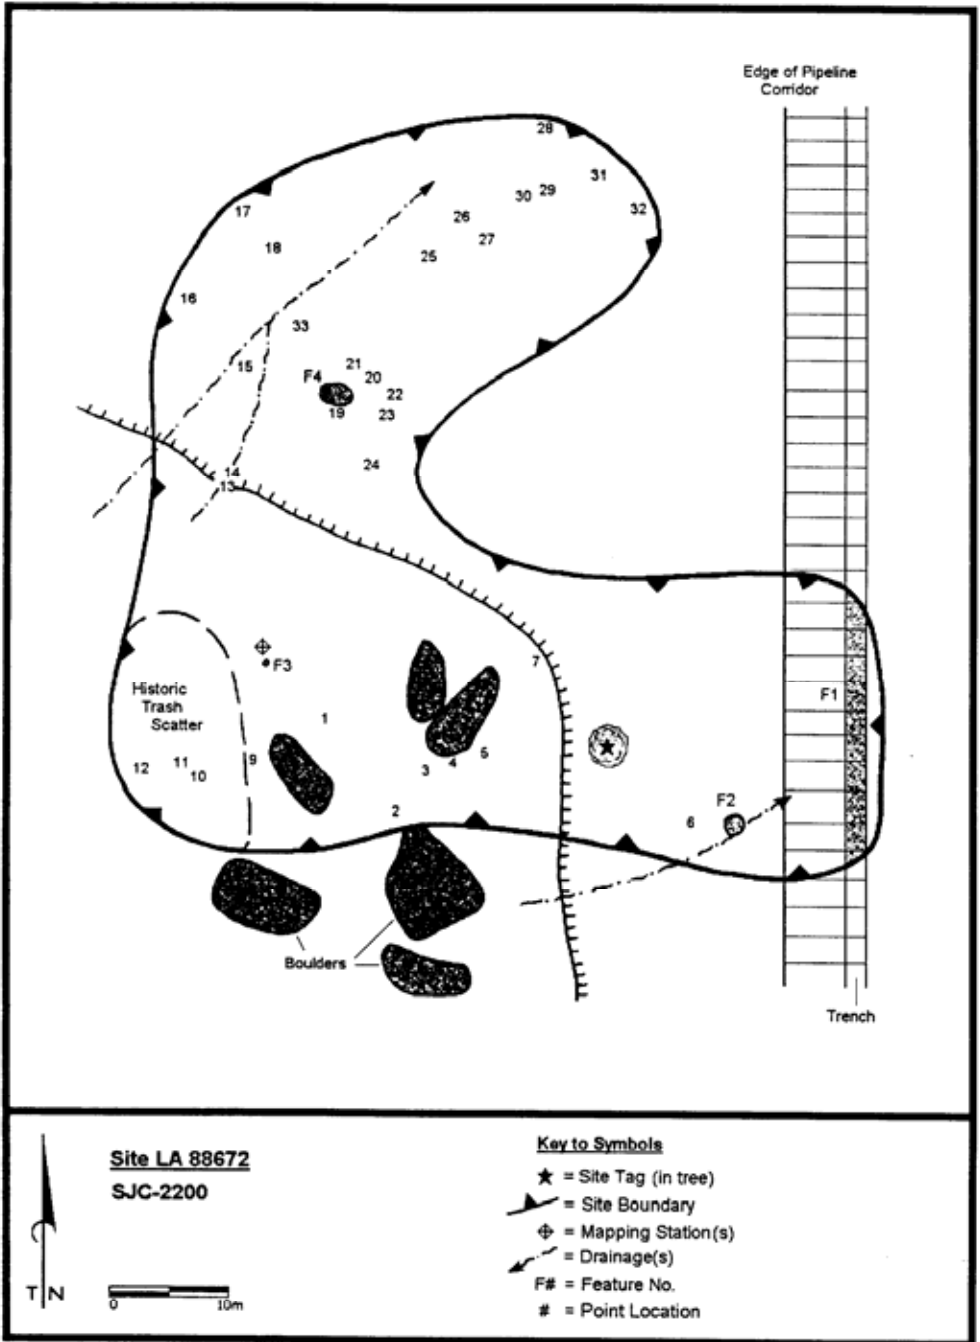 Edge of Pipeline
Corridor
28
31
30 29
32
17
26
27
18
25
16
33
15
21
F4
20
22
19
23
24
14
13
7
F3
Historic
Trash
Scatter
F1
1
5
12
11
10
9
3
4
2
6
F2
Boulders
Trench
Site LA 88672
SJC-2200
T N
0 10m
Key to Symbols
★ = Site Tag (in tree)
= Site Boundary
= Mapping Station(s)
= Drainage(s)
F# = Feature No.
# = Point Location